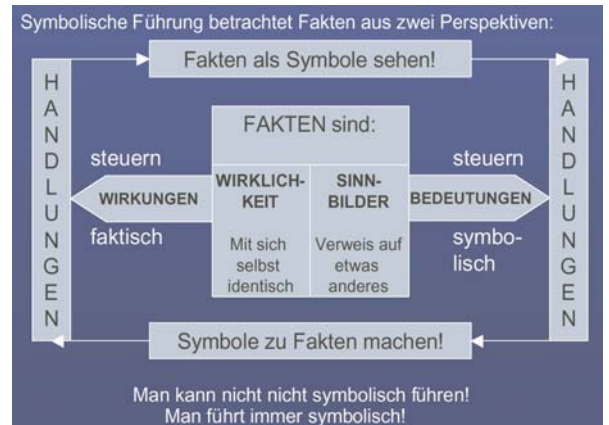 Symbolische Führung betrachtet Fakten aus zwei Perspektiven:
Fakten als Symbole sehen!
HANDLUNGEN
steuern
WIRKUNGEN
faktisch
FAKTEN sind:
WIRKLICH-
KEIT
Mit sich
selbst
identisch
SINN-
BILDER
Verweis auf
etwas
anderes
steuern
BEDEUTUNGEN
symbo-
lisch
HANDLUNGEN
Symbole zu Fakten machen!
Man kann nicht nicht symbolisch führen!
Man führt immer symbolisch!